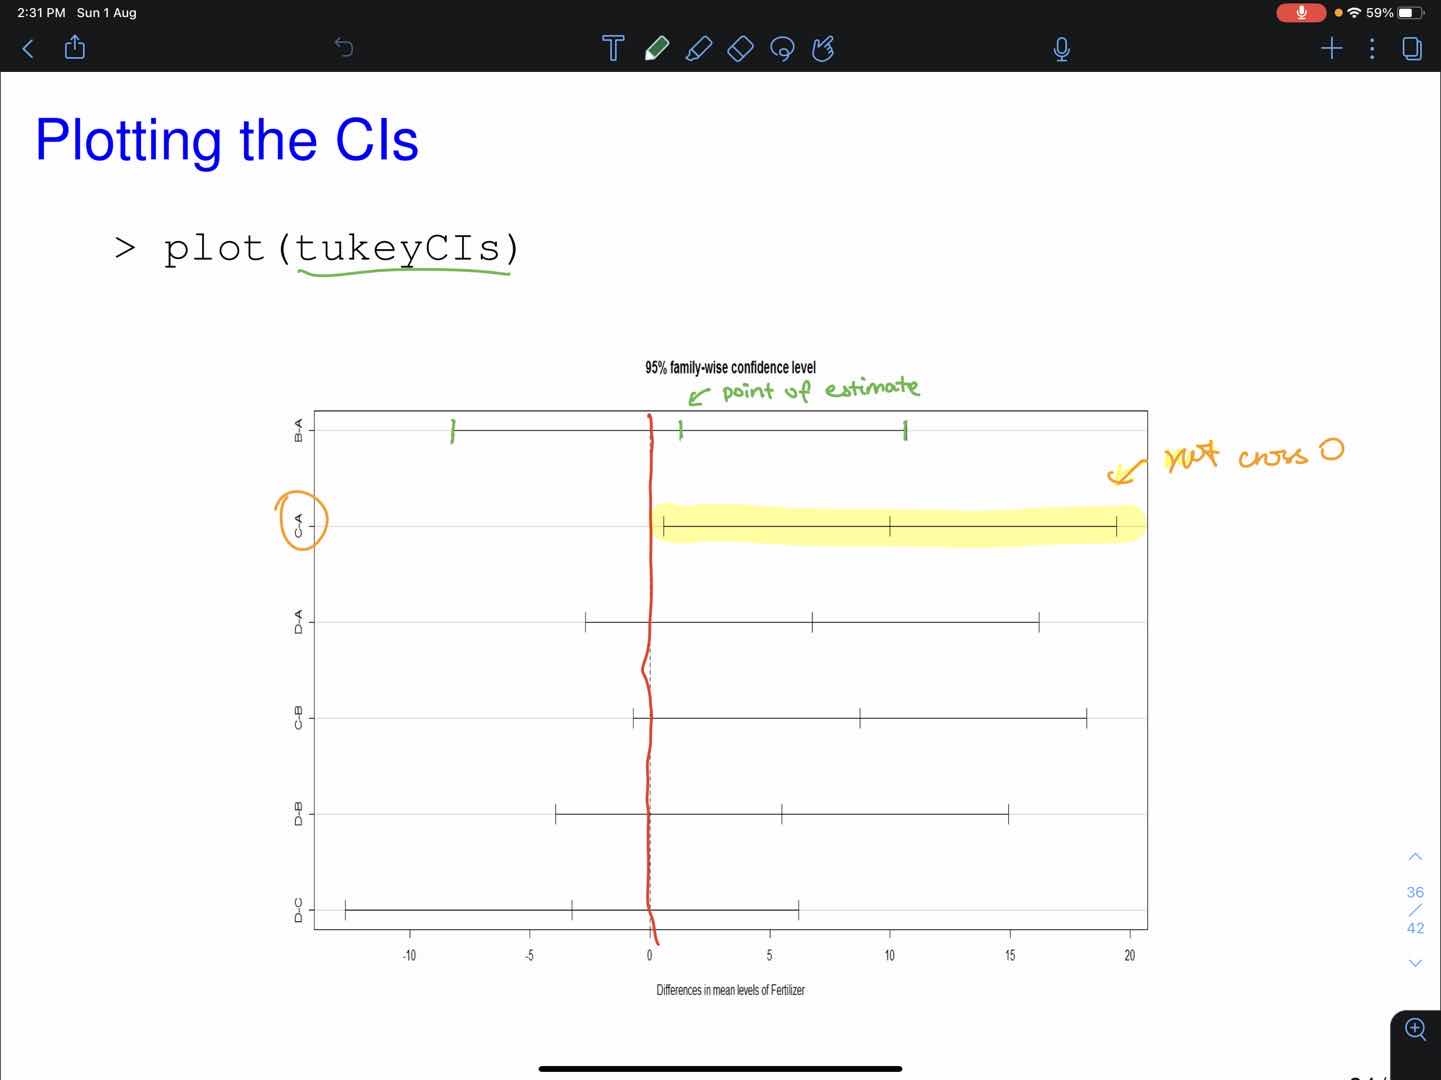 2:31 PM Sun 1 Aug
59%
T
Plotting the CIs
> plot(tukeyCIs)
95% family-wise confidence level
point of estimate
B-A
not cross 0
C-A
D-A
C-B
D-B
D-C
-10 -5 0 5 10 15 20
Differences in mean levels of Fertilizer
36
/
42